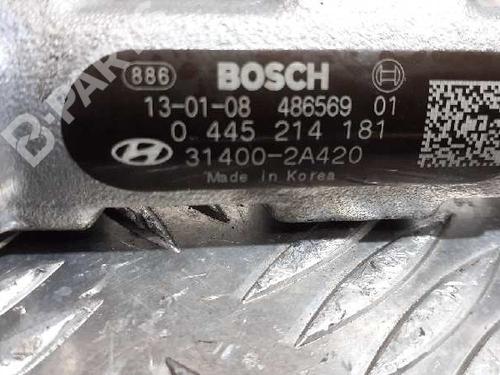 886 BOSCH
13-01-08 486569 01
0 445 214 181
31400-2A420
Made in Korea
B-PARTS